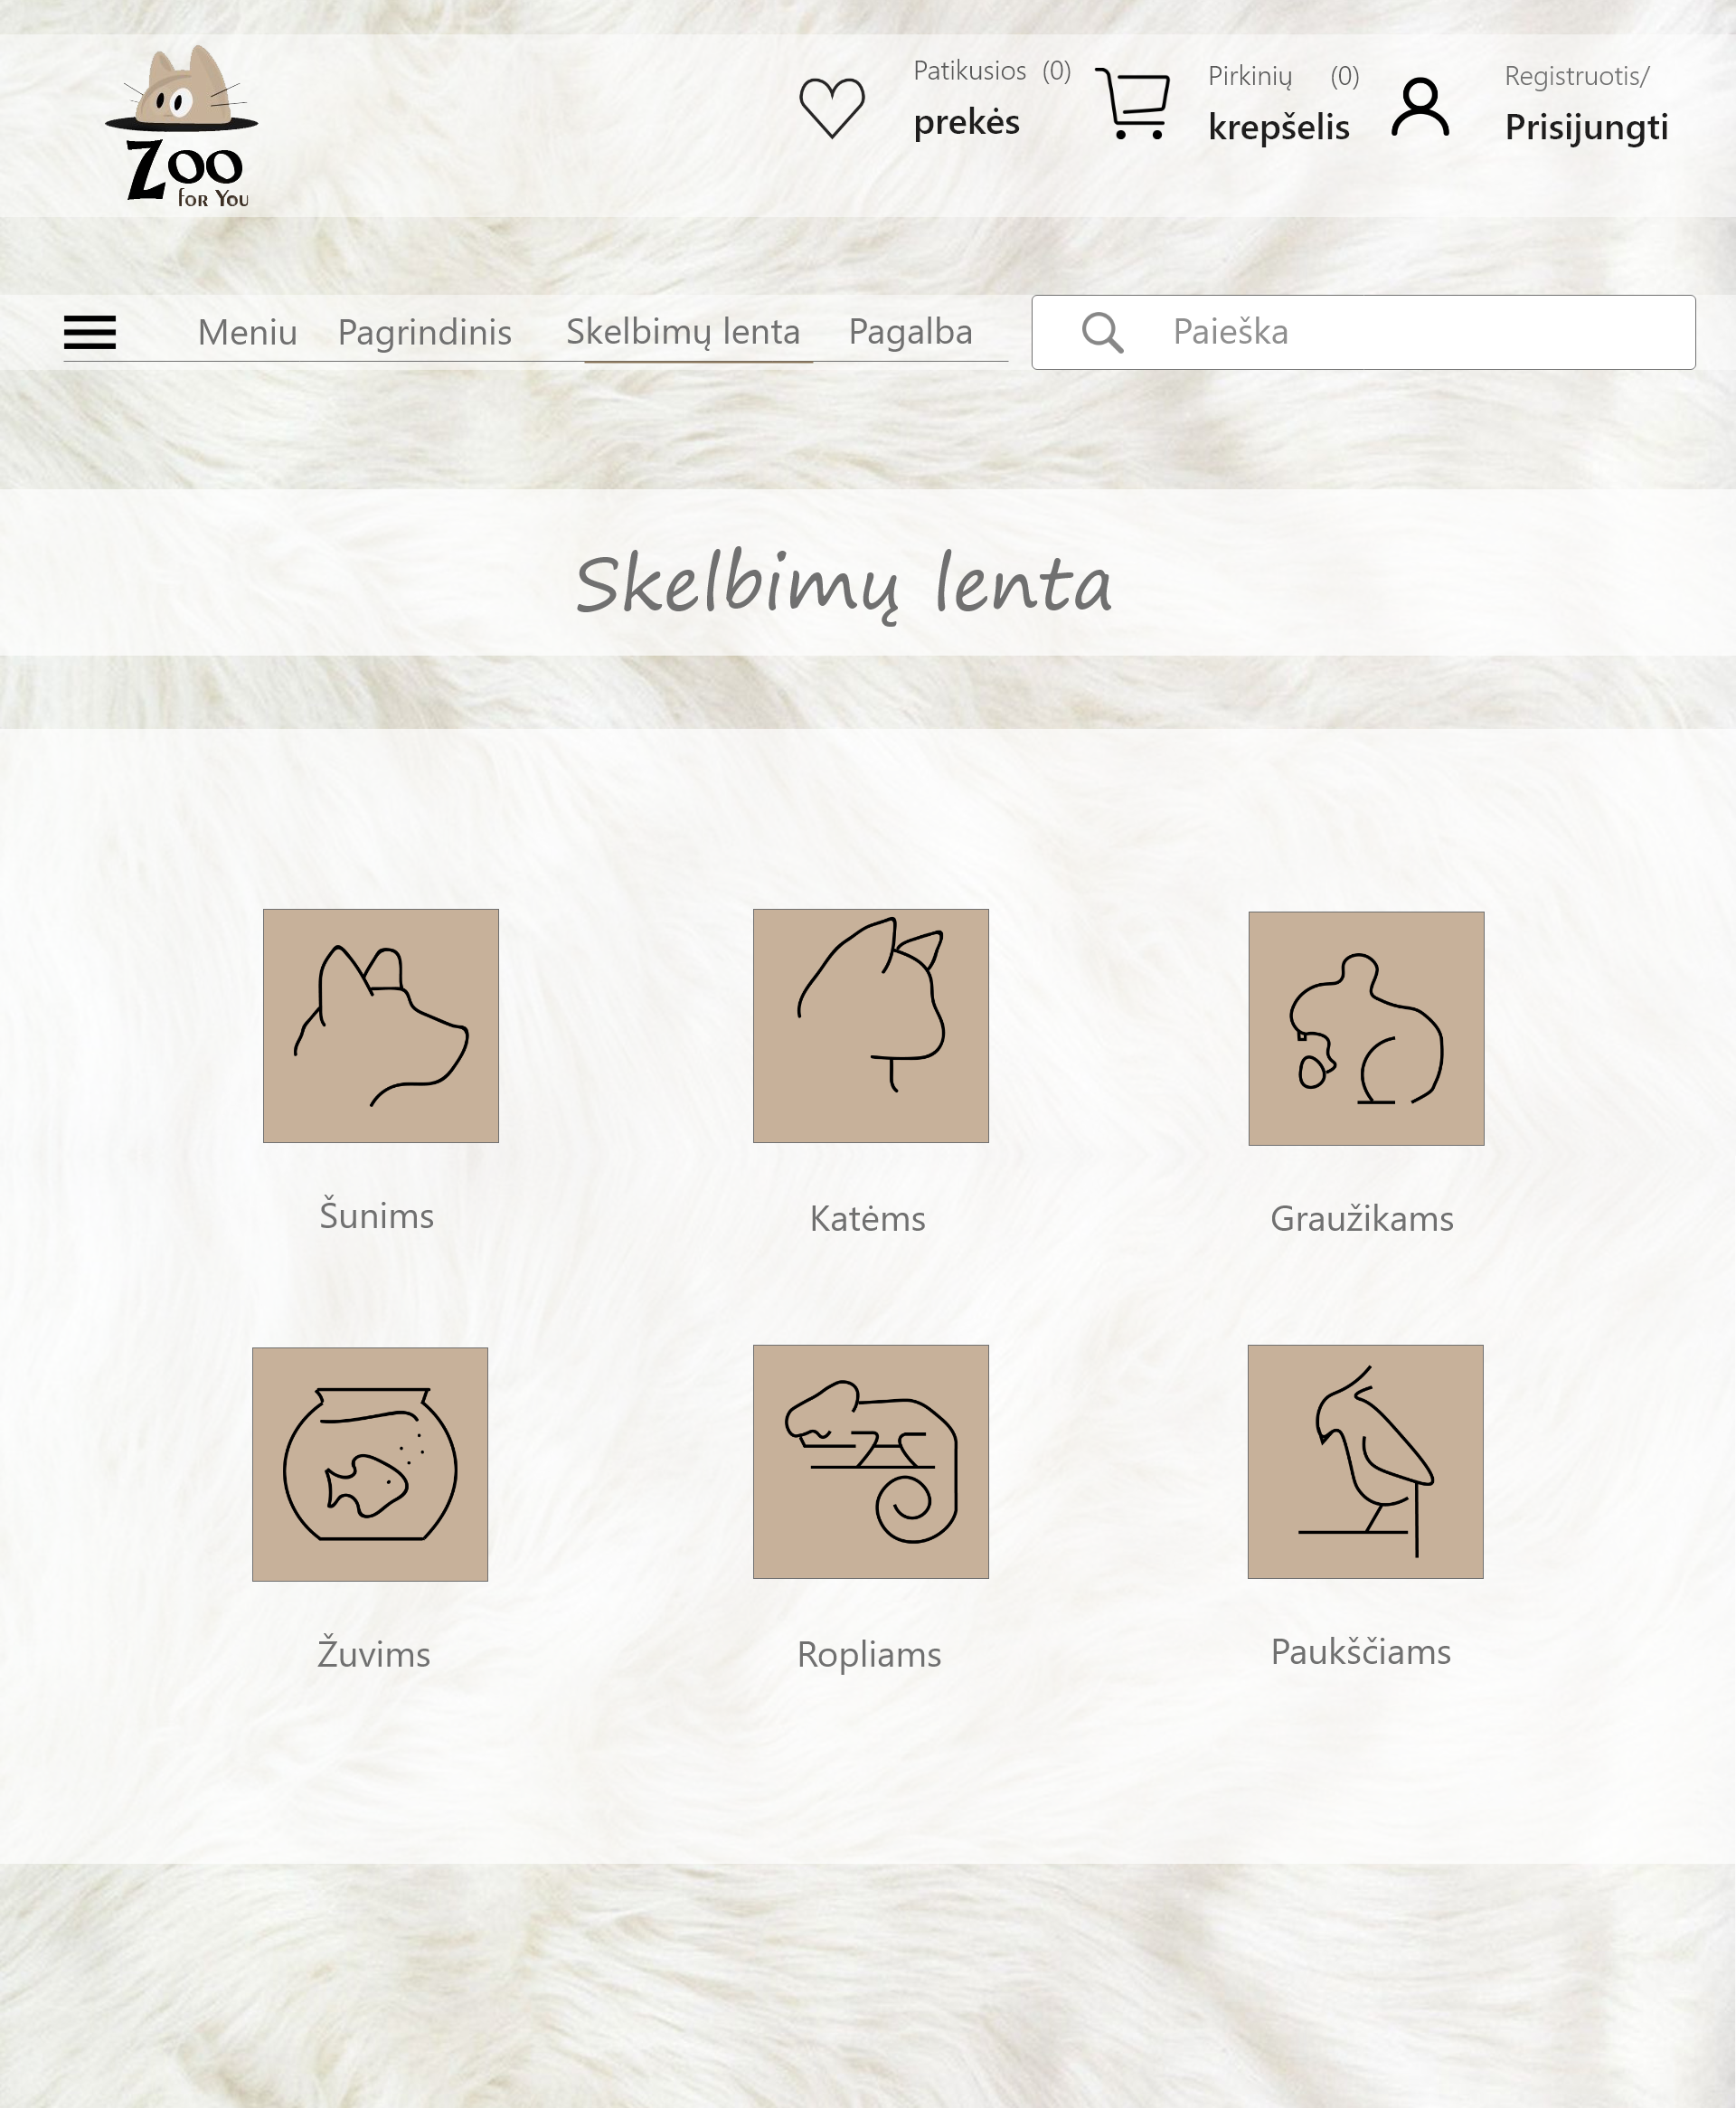 Zoo
for You
Patikusios (0)
prekės
Pirkinių (0)
krepšelis
Registruotis/
Prisijungti
Meniu Pagrindinis Skelbimų lenta Pagalba
Paieška
Skelbimų lenta
Šunims Katėms Graužikams
Žuvims Ropliams Paukščiams